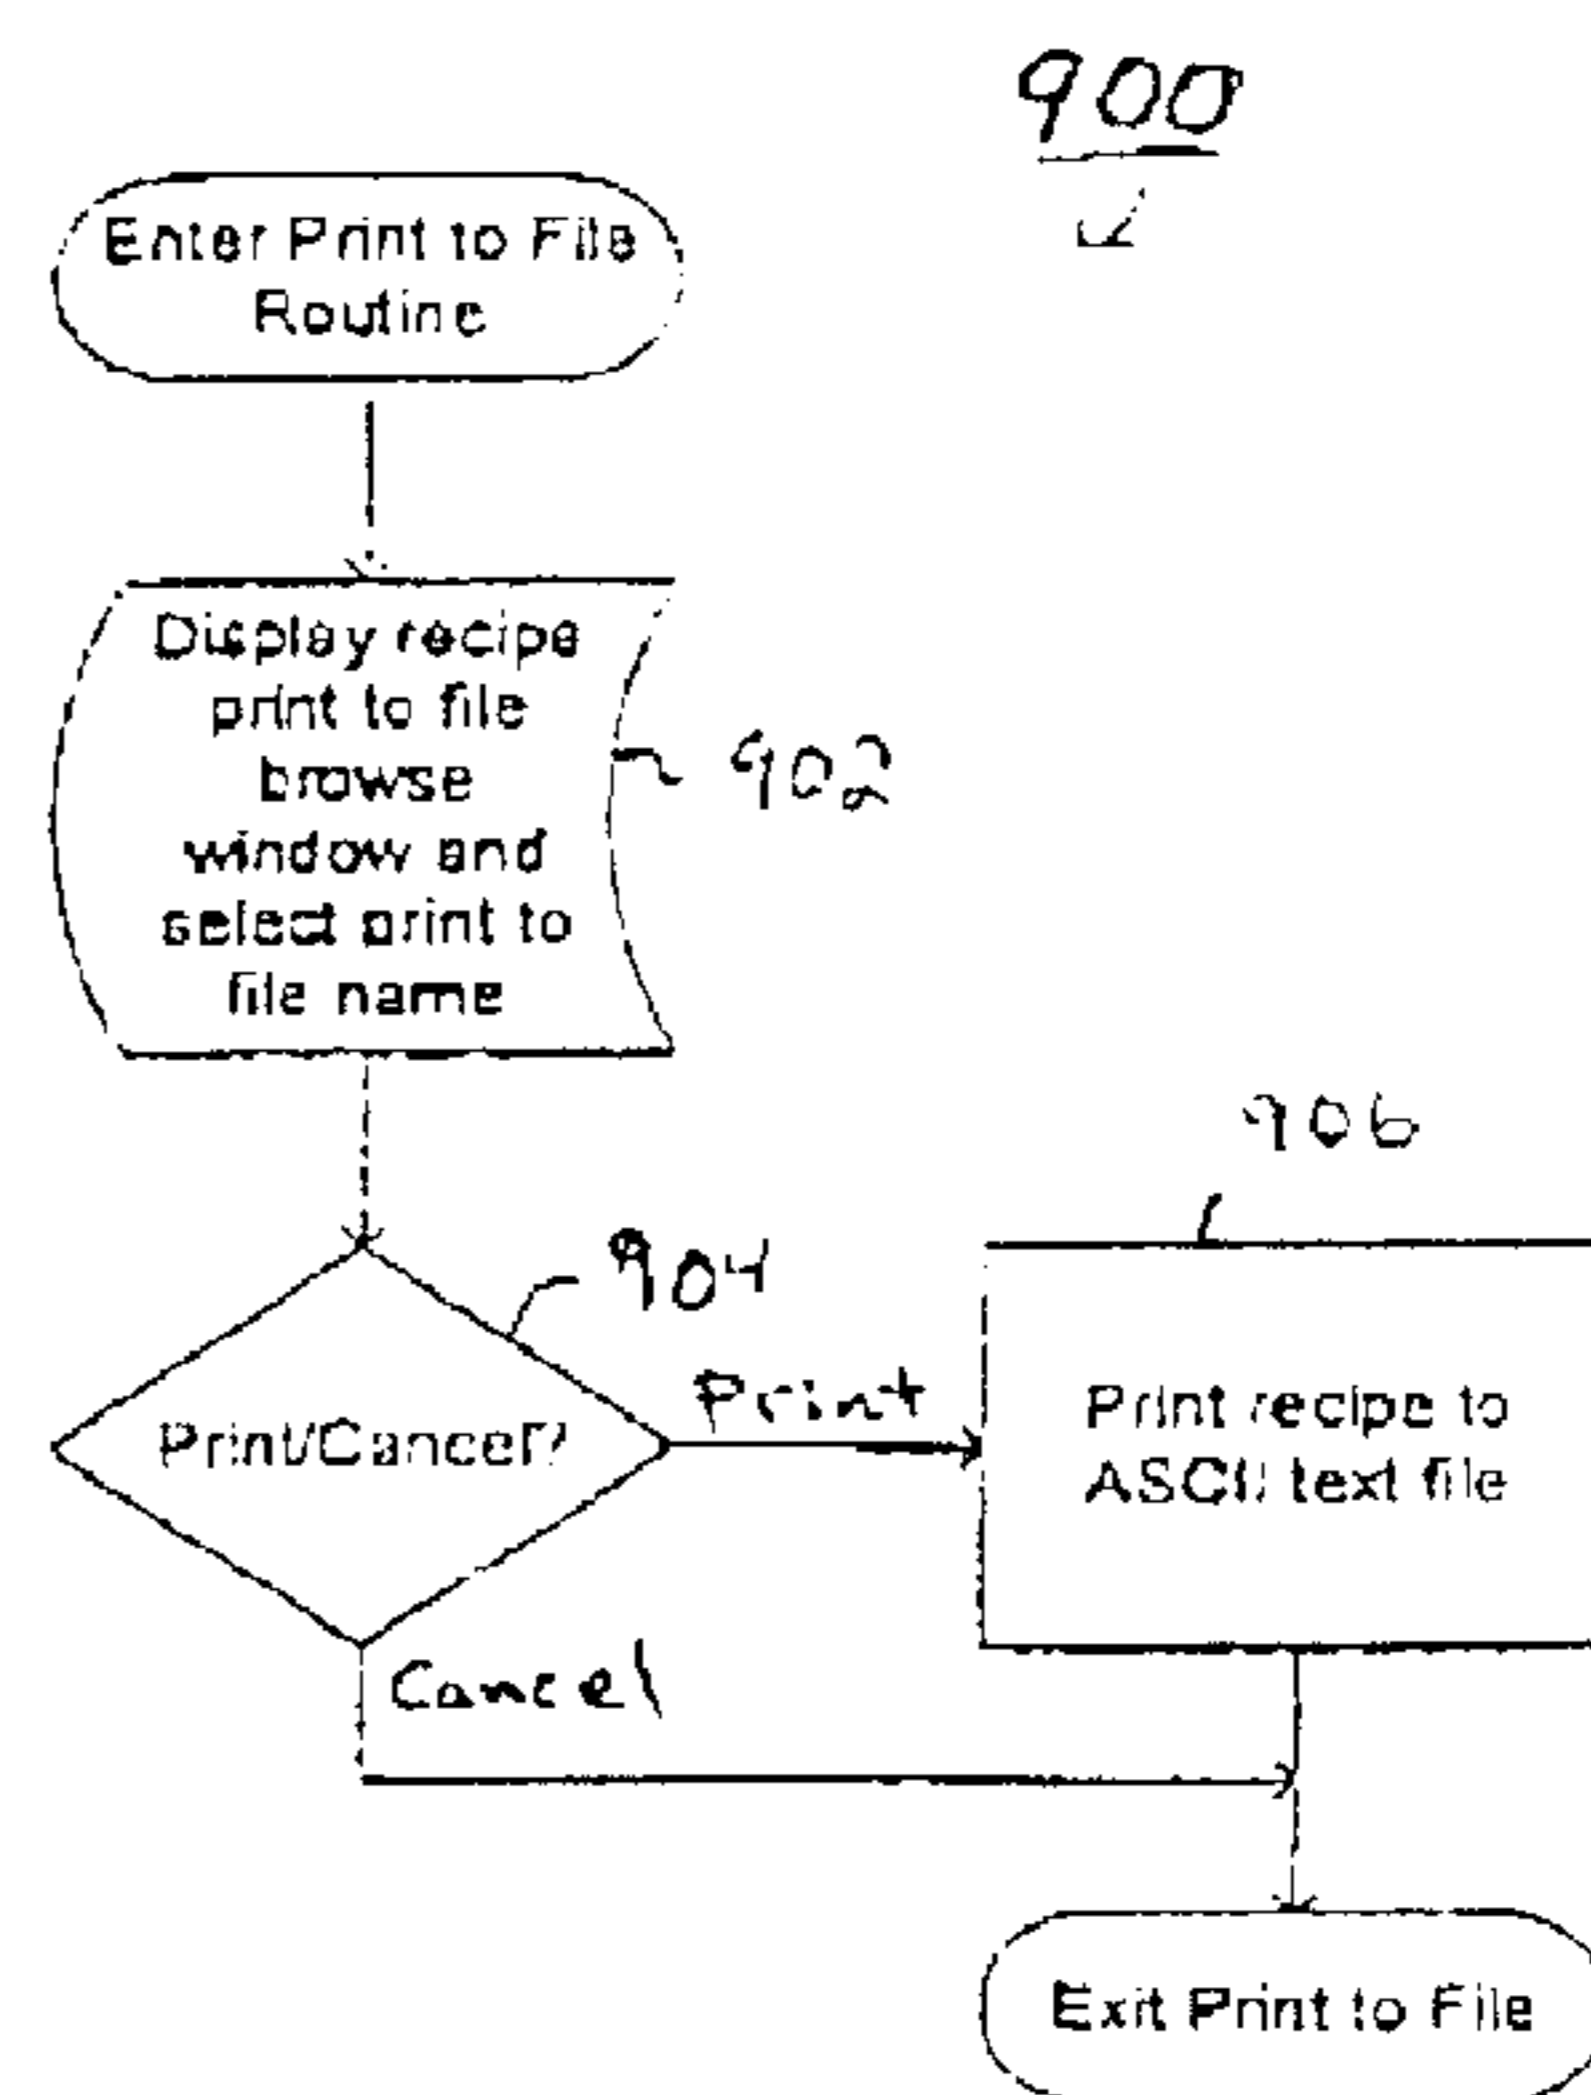 900
Enter Print to File
Routine
Display recipe
print to file
browse
window and
select print to
file name
902
906
904
Print
Print/Cancel?
Print recipe to
ASCII text file
Cancel
Exit Print to File